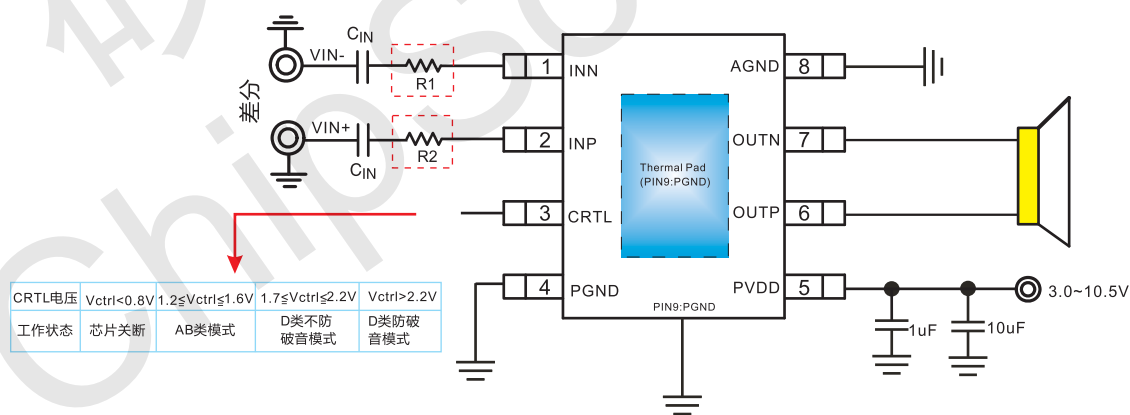 差分
VIN-
CIN
R1
VIN+
CIN
R2
1 INN
2 INP
3 CRTL
4 PGND
AGND 8
OUTN 7
OUTP 6
PVDD 5
Thermal Pad
(PIN9:PGND)
PIN9:PGND
3.0~10.5V
1uF
10uF
CRTL电压 Vctrl<0.8V 1.2≦Vctrl≦1.6V 1.7≦Vctrl≦2.2V Vctrl>2.2V
工作状态 芯片关断 AB类模式 D类不防 D类防破
破音模式 音模式